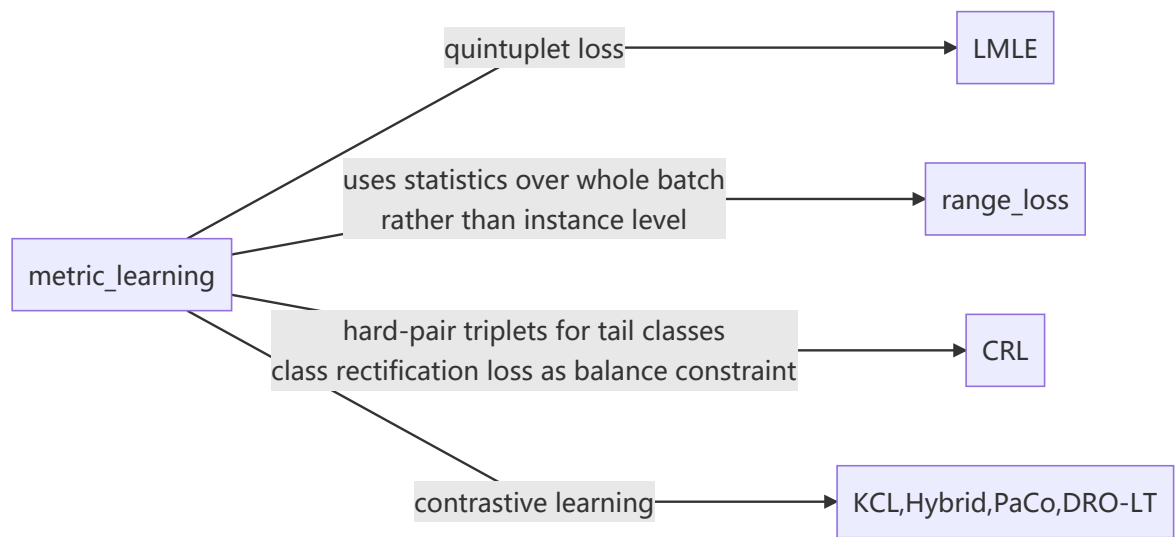 quintuplet loss
LMLE
uses statistics over whole batch
rather than instance level
range_loss
metric_learning
hard-pair triplets for tail classes
class rectification loss as balance constraint
CRL
contrastive learning
KCL,Hybrid,PaCo,DRO-LT